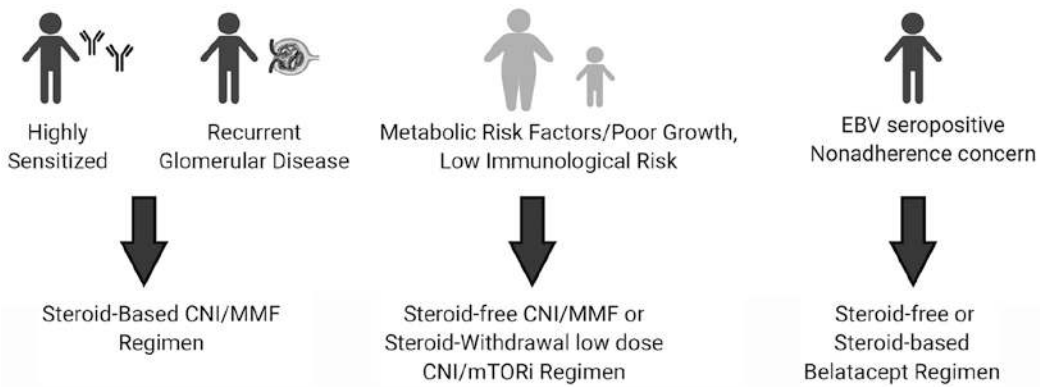 Highly
Sensitized
Recurrent
Glomerular Disease
Metabolic Risk Factors/Poor Growth,
Low Immunological Risk
EBV seropositive
Nonadherence concern
Steroid-Based CNI/MMF
Regimen
Steroid-free CNI/MMF or
Steroid-Withdrawal low dose
CNI/mTORi Regimen
Steroid-free or
Steroid-based
Belatacept Regimen